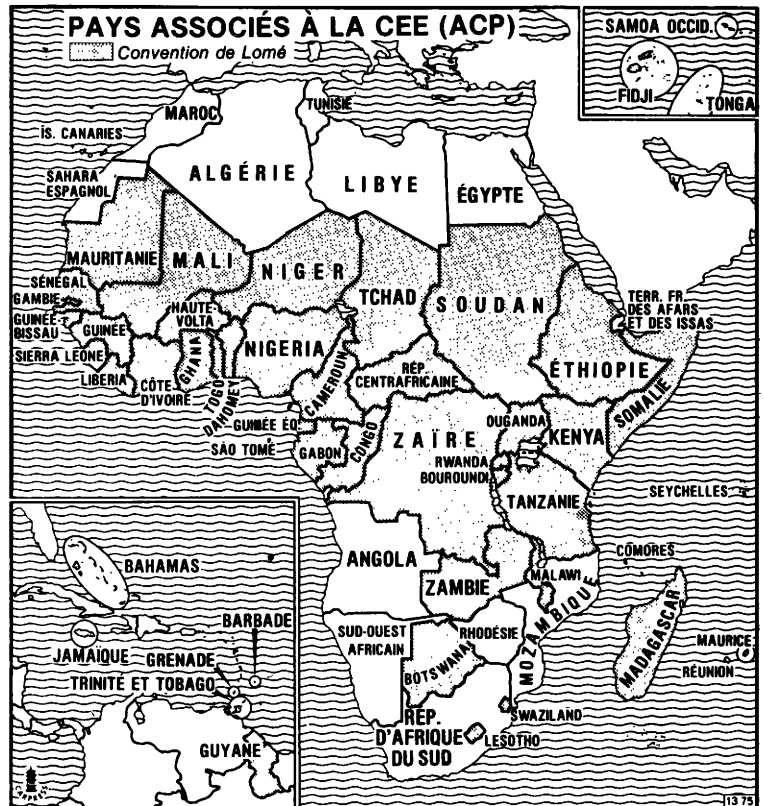 PAYS ASSOCIÉS À LA CEE (ACP)
Convention de Lomé
SAMOA OCCID.
FIDJI
TONGA
MAROC
TUNISIE
ÎS. CANARIES
ALGÉRIE
LIBYE
ÉGYPTE
SAHARA
ESPAGNOL
MAURITANIE
MALI
NIGER
TCHAD
SOUDAN
SÉNÉGAL
GAMBIE
TERR. FR.
DES AFARS
ET DES ISSAS
HAUTE-
VOLTA
GUINÉE-
BISSAU
GUINÉE
NIGERIA
SIERRA LEONE
GHANA
CAMEROUN
RÉP.
CENTRAFRICAINE
ÉTHIOPIE
LIBERIA
CÔTE
D'IVOIRE
TOGO
DAHOMEY
SOMALIE
GUINÉE ÉQ.
SÃO TOMÉ
GABON
CONGO
ZAÏRE
OUGANDA
KENYA
RWANDA
BOUROUNDI
TANZANIE
SEYCHELLES
ANGOLA
ZAMBIE
MALAWI
COMORES
MOZAMBIQUE
MADAGASCAR
SUD-OUEST
AFRICAIN
RHODÉSIE
BOTSWANA
MAURICE
RÉUNION
RÉP.
D'AFRIQUE
DU SUD
SWAZILAND
LESOTHO
BAHAMAS
BARBADE
JAMAÏQUE
GRENADE
TRINITÉ ET TOBAGO
GUYANE
CARPRESS
13 75